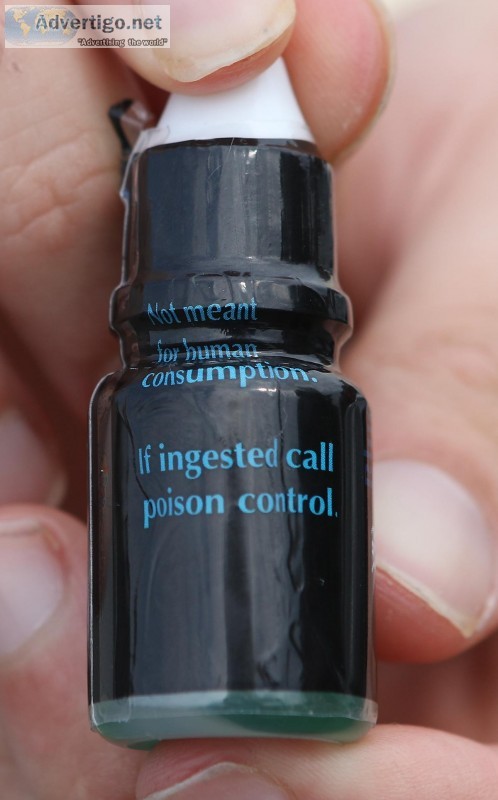 Advertigo.net
"Advertising the world"
Not meant
for human
consumption.
If ingested call
poison control.